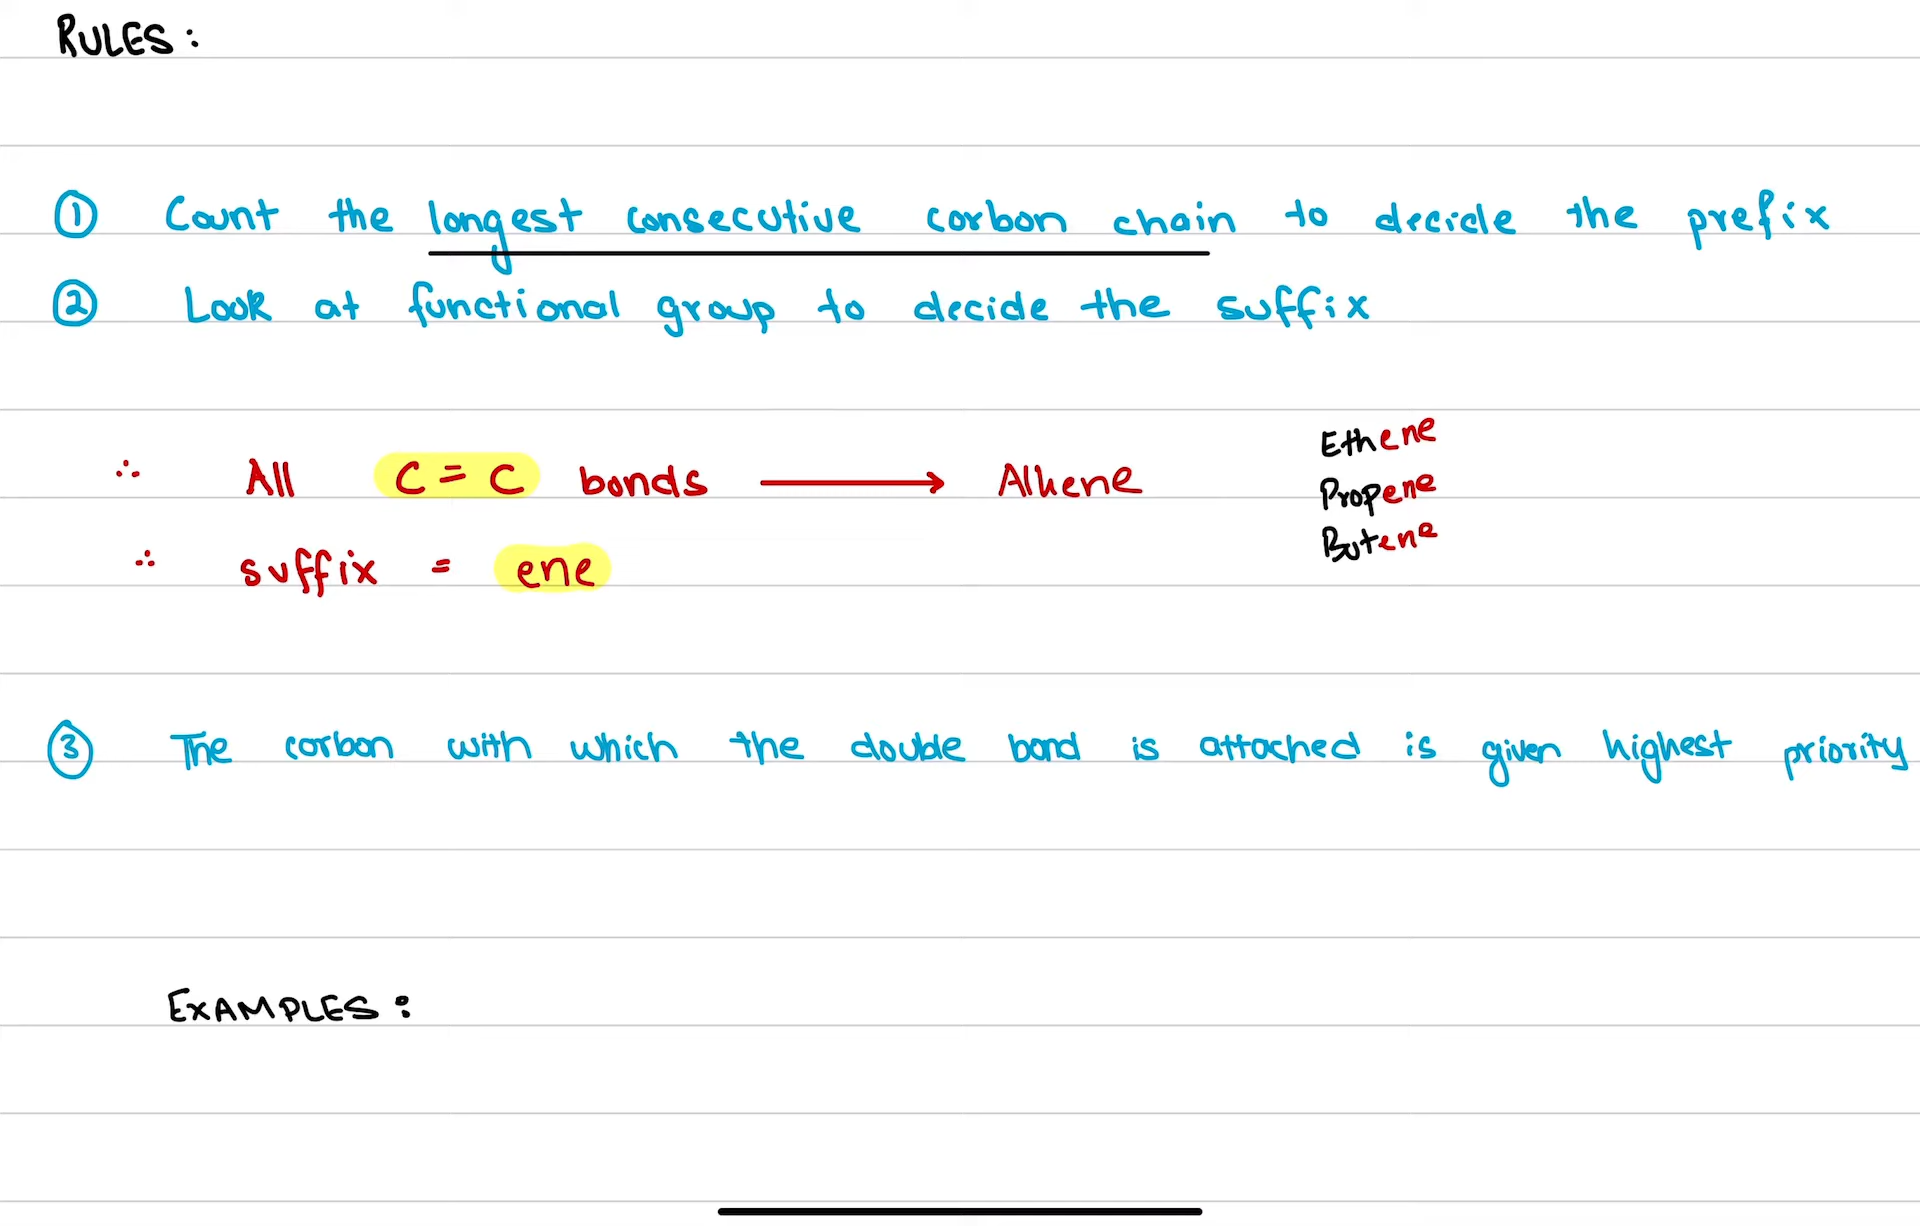 RULES:
① Count the longest consecutive carbon chain to decide the prefix
② Look at functional group to decide the suffix
∴ All C = C bonds → Alkene
Ethene
Propene
Butene
∴ suffix = ene
③ The carbon with which the double bond is attached is given highest priority
EXAMPLES: